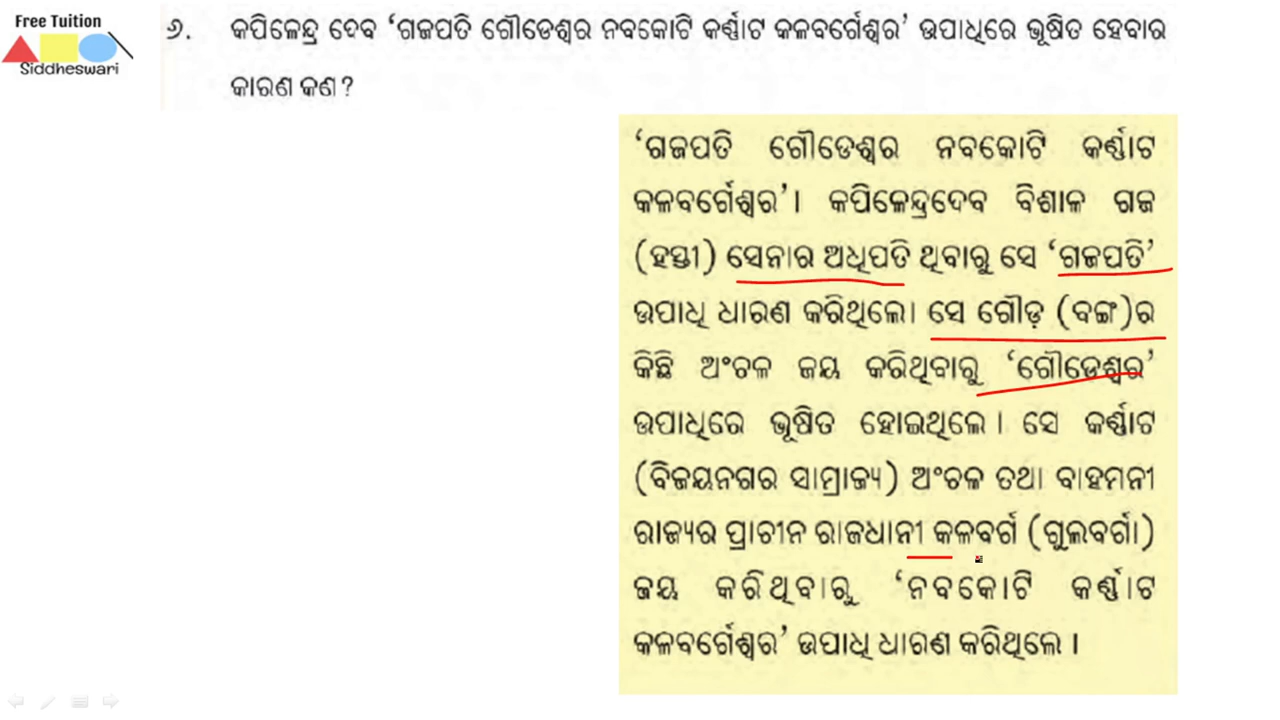 Free Tuition
Siddheswari
୬. କପିଳେନ୍ଦ୍ର ଦେବ ‘ଗଜପତି ଗୌଡେଶ୍ୱର ନବକୋଟି କର୍ଣ୍ଣାଟ କଳବର୍ଗେଶ୍ୱର’ ଉପାଧିରେ ଭୂଷିତ ହେବାର
କାରଣ କଣ ?
‘ଗଜପତି ଗୌଡେଶ୍ୱର ନବକୋଟି କର୍ଣ୍ଣାଟ
କଳବର୍ଗେଶ୍ୱର’। କପିଳେନ୍ଦ୍ରଦେବ ବିଶାଳ ଗଜ
(ହସ୍ତୀ) ସେନାର ଅଧିପତି ଥିବାରୁ ସେ ‘ଗଜପତି’
ଉପାଧି ଧାରଣ କରିଥିଲେ। ସେ ଗୌଡ଼ (ବଙ୍ଗ)ର
କିଛି ଅଂଚଳ ଜୟ କରିଥିବାରୁ ‘ଗୌଡେଶ୍ୱର’
ଉପାଧିରେ ଭୂଷିତ ହୋଇଥିଲେ। ସେ କର୍ଣ୍ଣାଟ
(ବିଜୟନଗର ସାମ୍ରାଜ୍ୟ) ଅଂଚଳ ତଥା ବାହମନୀ
ରାଜ୍ୟର ପ୍ରାଚୀନ ରାଜଧାନୀ କଳବର୍ଗ (ଗୁଲବର୍ଗା)
ଜୟ କରିଥିବାରୁ ‘ନବକୋଟି କର୍ଣ୍ଣାଟ
କଳବର୍ଗେଶ୍ୱର’ ଉପାଧି ଧାରଣ କରିଥିଲେ।